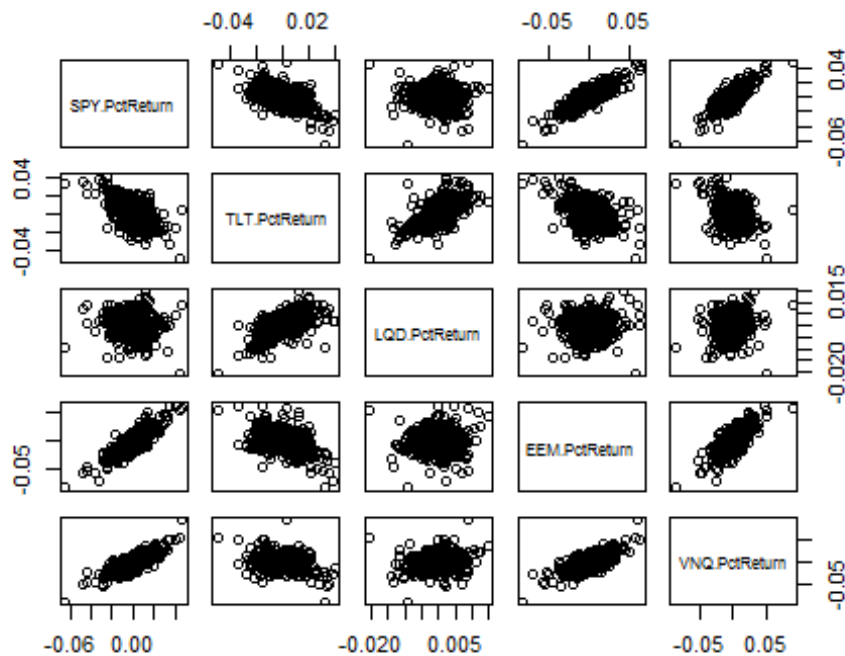 -0.04 0.02 -0.05 0.05
SPY.PctReturn
0.04
-0.06
0.04
-0.04
TLT.PctReturn
LQD.PctReturn
0.015
-0.020
-0.05
EEM.PctReturn
VNQ.PctReturn
-0.05
-0.06 0.00 -0.020 0.005 -0.05 0.05